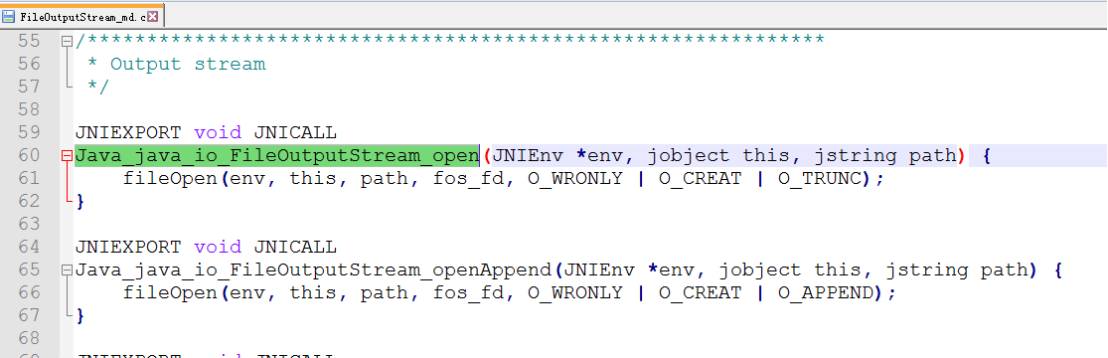 FileOutputStream_md.c
55 /**************************************************************
56  * Output stream
57  */
58
59 JNIEXPORT void JNICALL
60 Java_java_io_FileOutputStream_open(JNIEnv *env, jobject this, jstring path) {
61     fileOpen(env, this, path, fos_fd, O_WRONLY | O_CREAT | O_TRUNC);
62 }
63
64 JNIEXPORT void JNICALL
65 Java_java_io_FileOutputStream_openAppend(JNIEnv *env, jobject this, jstring path) {
66     fileOpen(env, this, path, fos_fd, O_WRONLY | O_CREAT | O_APPEND);
67 }
68